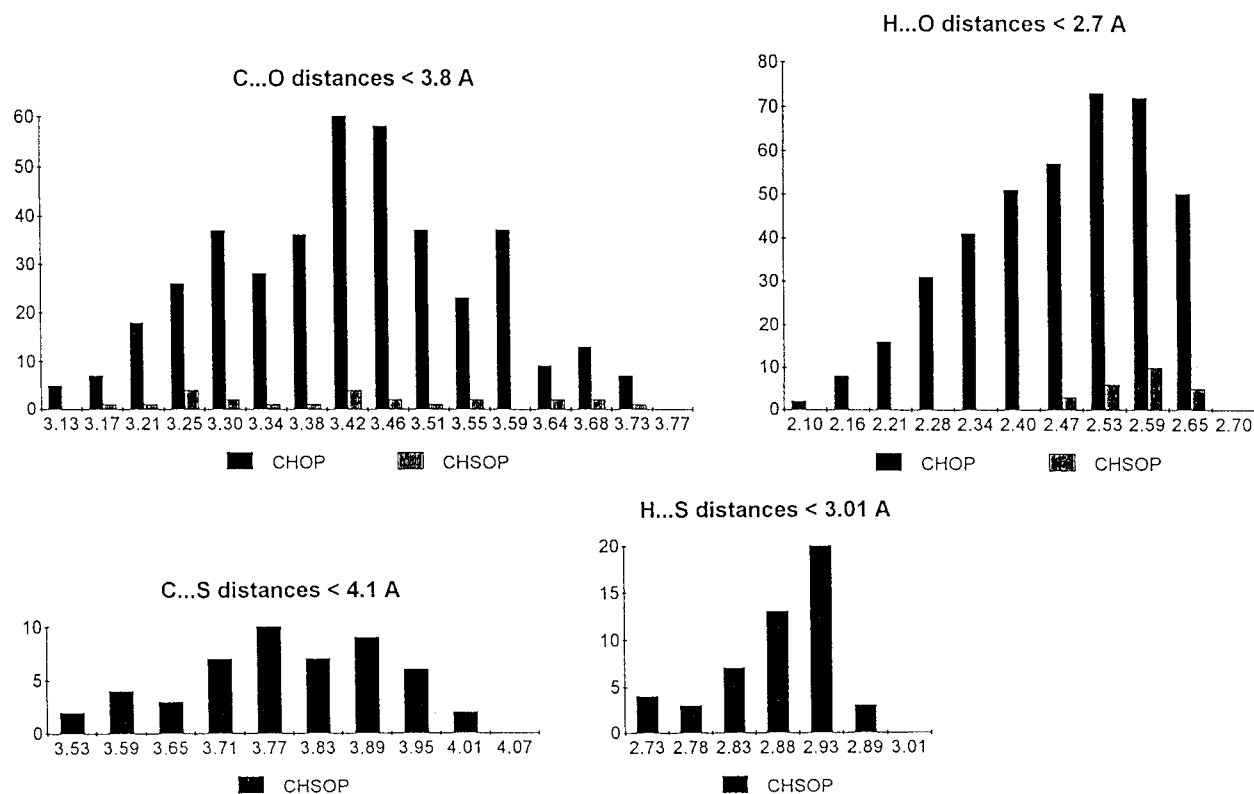 C...O distances < 3.8 A
60
50
40
30
20
10
0
3.13 3.17 3.21 3.25 3.30 3.34 3.38 3.42 3.46 3.51 3.55 3.59 3.64 3.68 3.73 3.77
CHOP CHSOP
H...O distances < 2.7 A
80
70
60
50
40
30
20
10
0
2.10 2.16 2.21 2.28 2.34 2.40 2.47 2.53 2.59 2.65 2.70
CHOP CHSOP
C...S distances < 4.1 A
10
5
0
3.53 3.59 3.65 3.71 3.77 3.83 3.89 3.95 4.01 4.07
CHSOP
H...S distances < 3.01 A
20
15
10
5
0
2.73 2.78 2.83 2.88 2.93 2.89 3.01
CHSOP